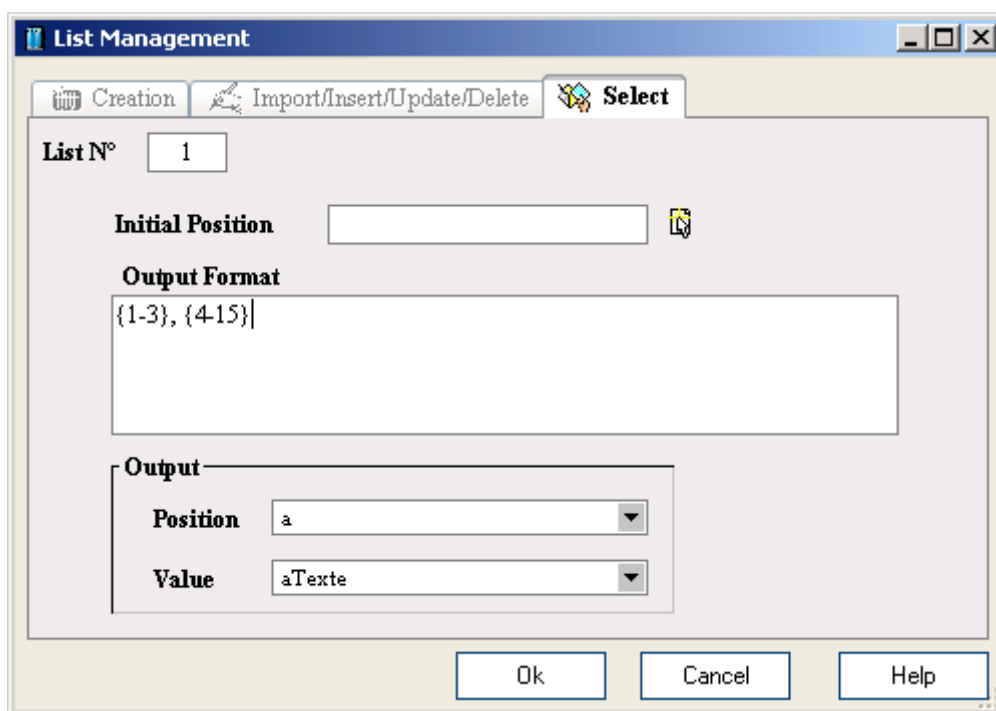 List Management
Creation Import/Insert/Update/Delete Select
List N° 1
Initial Position
Output Format
{1-3}, {4-15}
Output
Position a
Value aTexte
Ok Cancel Help